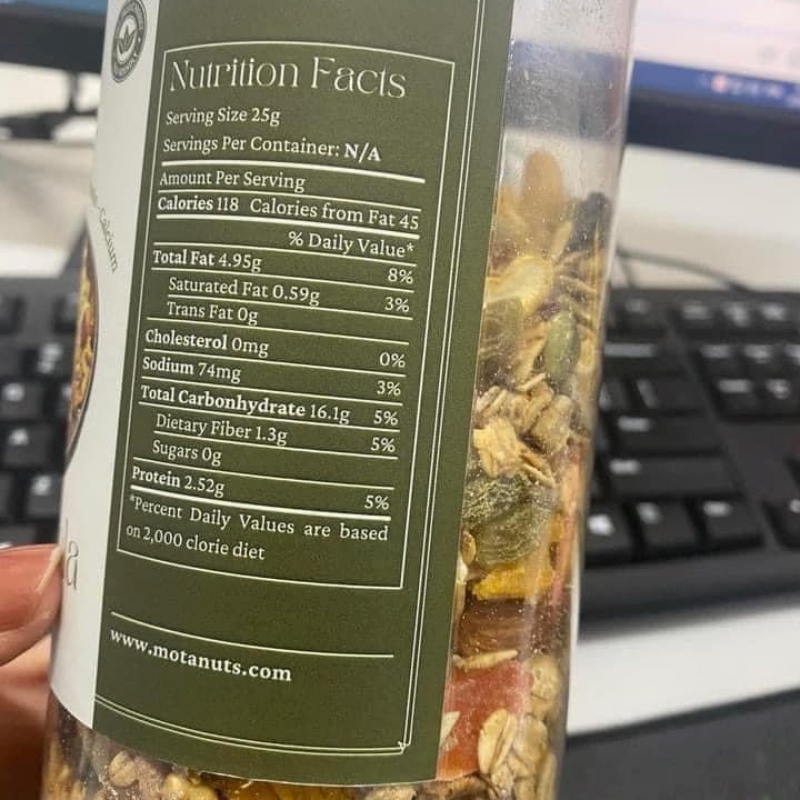 Nutrition Facts
Serving Size 25g
Servings Per Container: N/A
Amount Per Serving
Calories 118 Calories from Fat 45
% Daily Value*
Total Fat 4.95g 8%
Saturated Fat 0.59g 3%
Trans Fat 0g
Cholesterol 0mg 0%
Sodium 74mg 3%
Total Carbonhydrate 16.1g 5%
Dietary Fiber 1.3g 5%
Sugars 0g
Protein 2.52g 5%
*Percent Daily Values are based
on 2,000 clorie diet
www.motanuts.com
Calcium
la